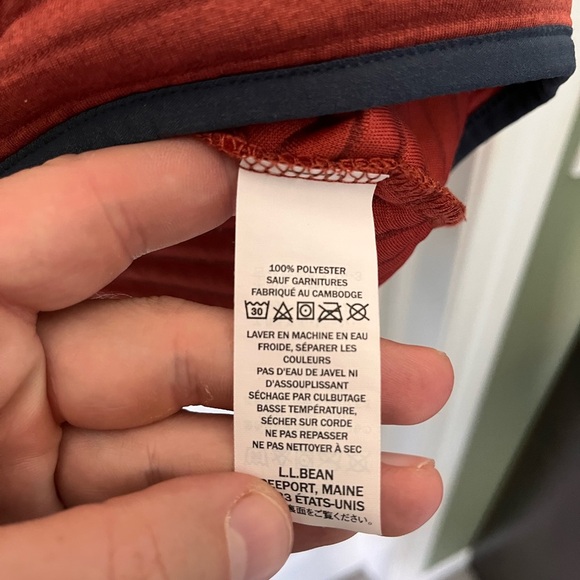 100% POLYESTER
SAUF GARNITURES
FABRIQUÉ AU CAMBODGE
30
LAVER EN MACHINE EN EAU
FROIDE, SÉPARER LES
COULEURS
PAS D'EAU DE JAVEL NI
D'ASSOUPLISSANT
SÉCHAGE PAR CULBUTAGE
BASSE TEMPÉRATURE,
SÉCHER SUR CORDE
NE PAS REPASSER
NE PAS NETTOYER À SEC
L.L.BEAN
EEPORT, MAINE
3 ÉTATS-UNIS
裏面をご覧ください。